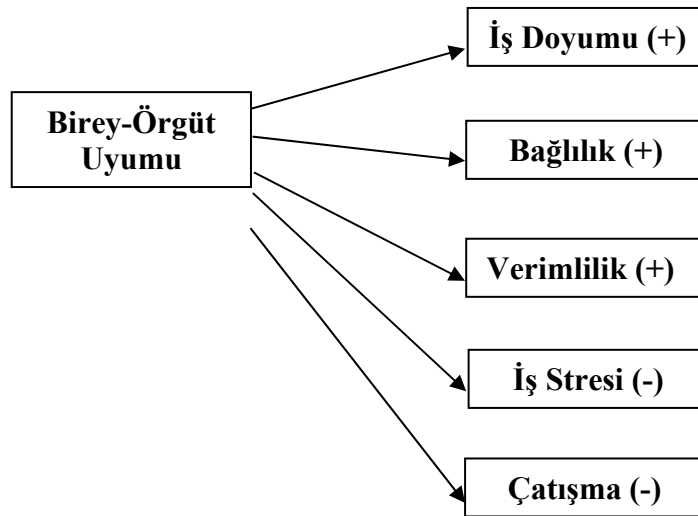 İş Doyumu (+)
Birey-Örgüt
Uyumu
Bağlılık (+)
Verimlilik (+)
İş Stresi (-)
Çatışma (-)